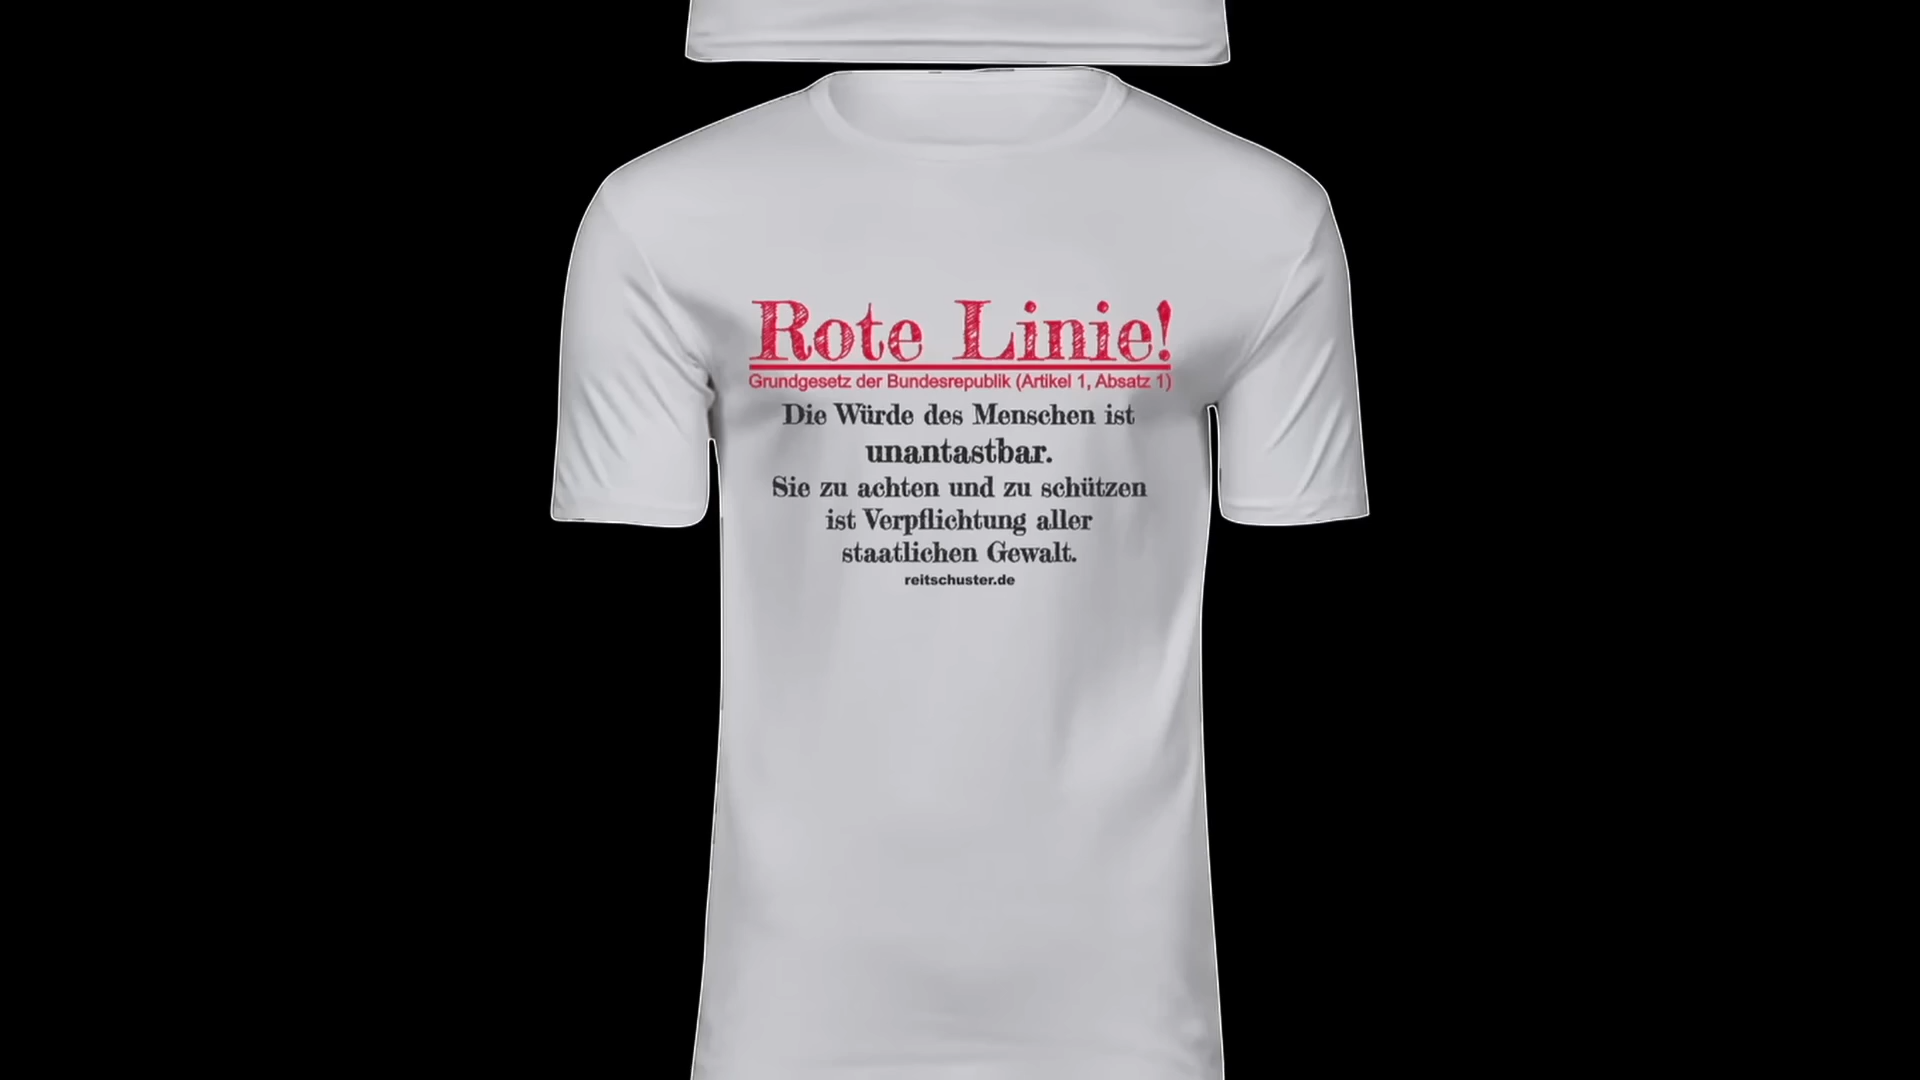 Rote Linie!
Grundgesetz der Bundesrepublik (Artikel 1, Absatz 1)
Die Würde des Menschen ist
unantastbar.
Sie zu achten und zu schützen
ist Verpflichtung aller
staatlichen Gewalt.
reitschuster.de